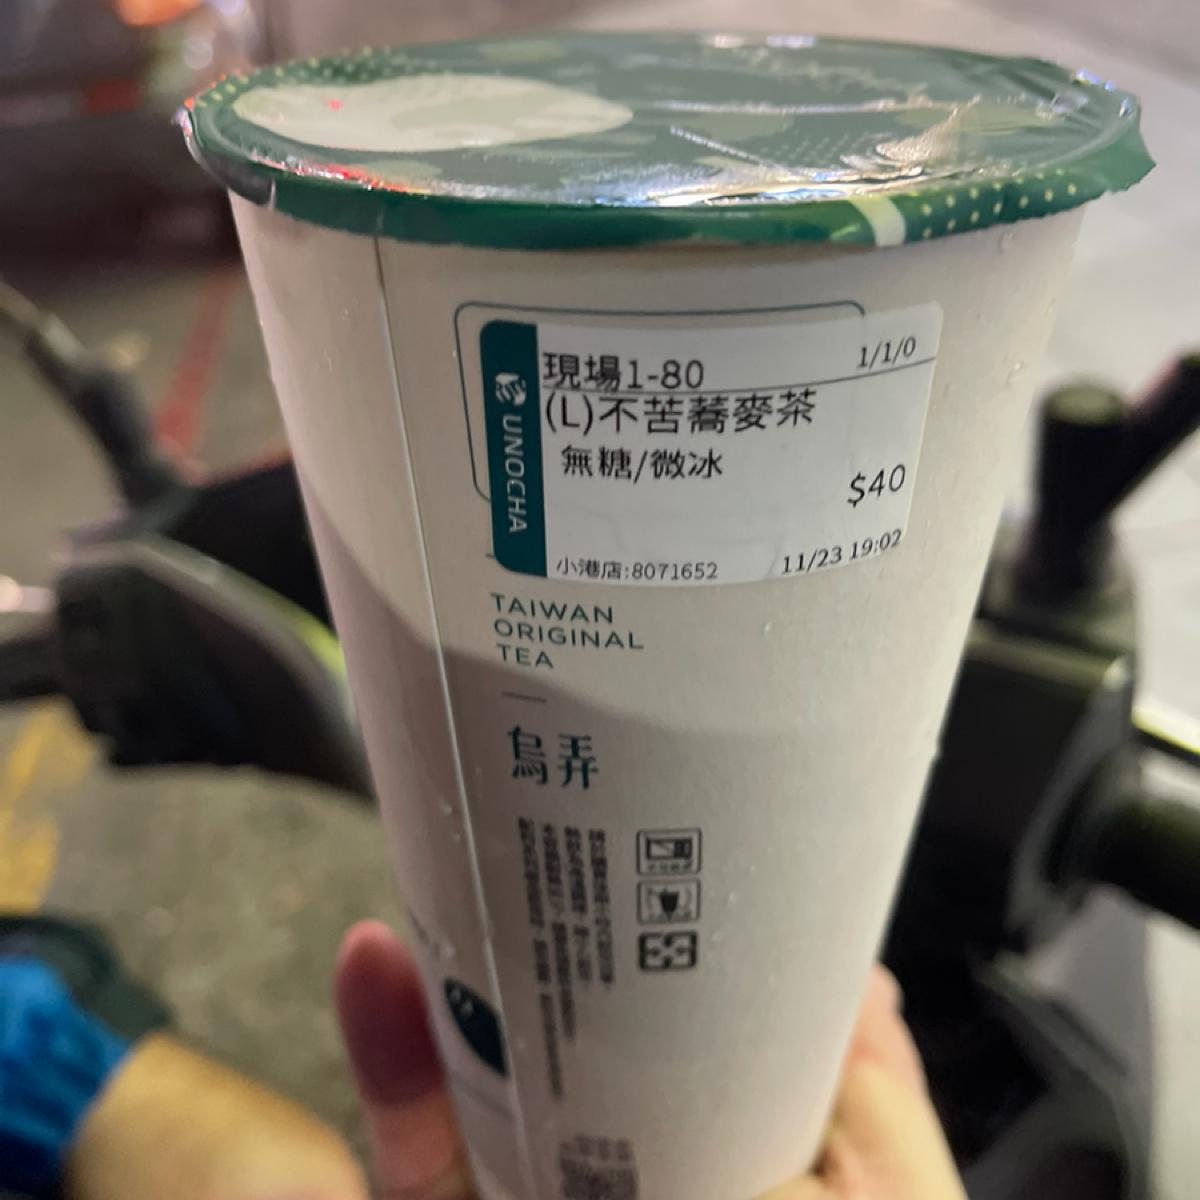 現場1-80 1/1/0
(L)不苦蕎麥茶
無糖/微冰
$40
小港店:8071652 11/23 19:02
UNOCHA
TAIWAN
ORIGINAL
TEA
烏弄